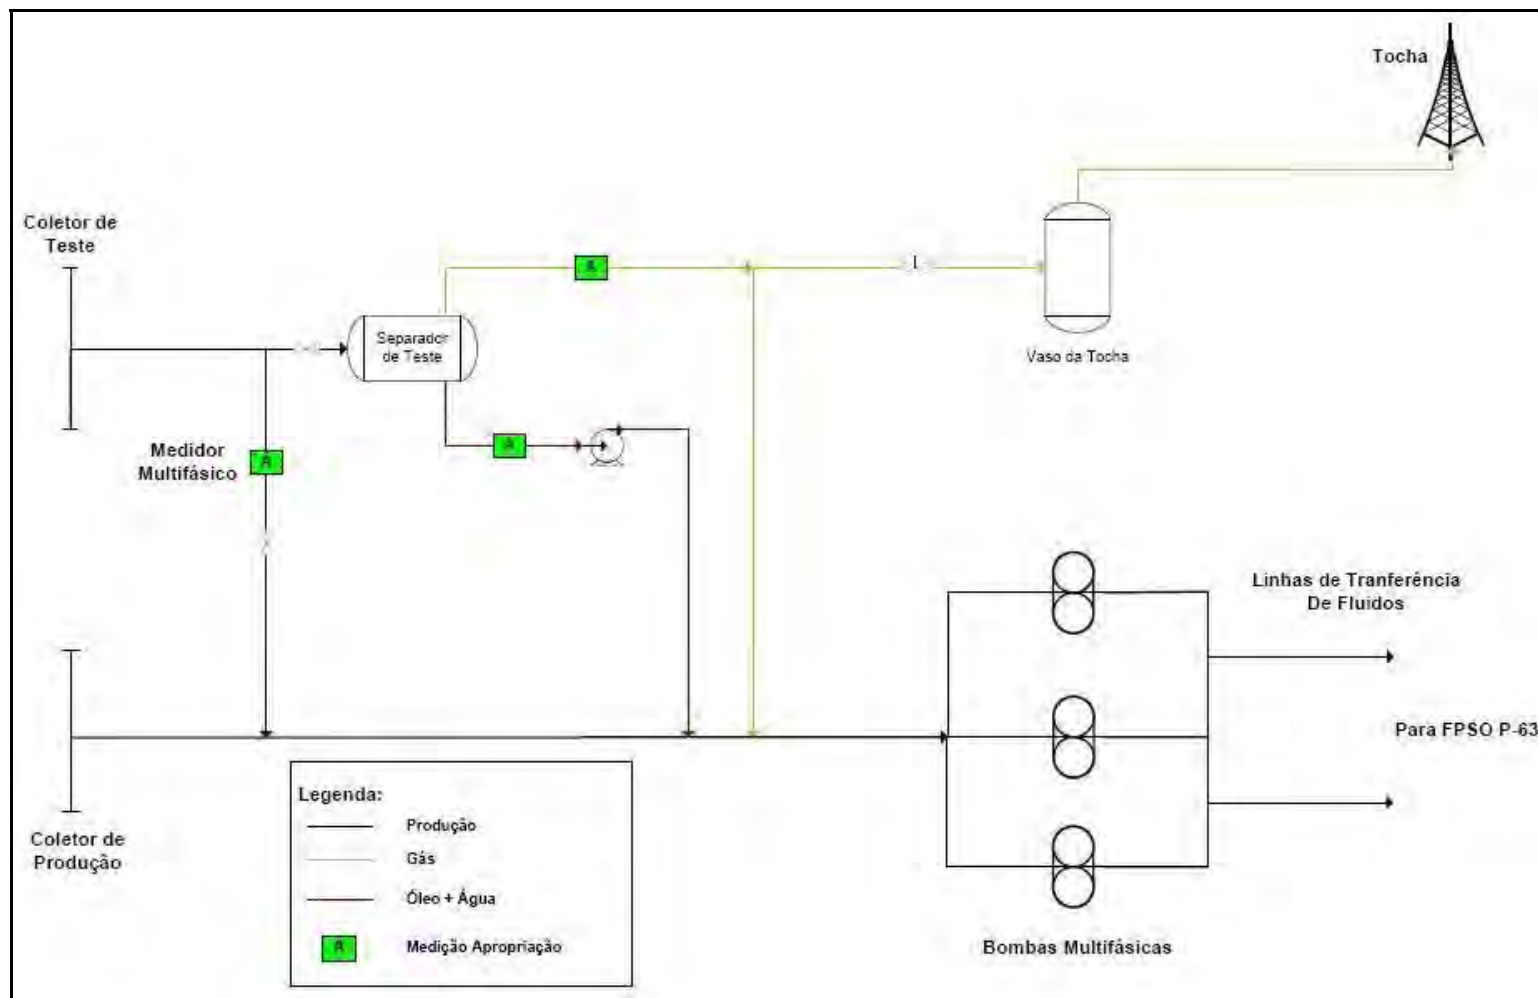 Tocha
Coletor de
Teste
A
Separador
de Teste
Vaso da Tocha
A
Medidor
Multifásico
A
Linhas de Tranferência
De Fluidos
Para FPSO P-63
Legenda:
Produção
Gás
Óleo + Água
A
Medição Apropriação
Coletor de
Produção
Bombas Multifásicas